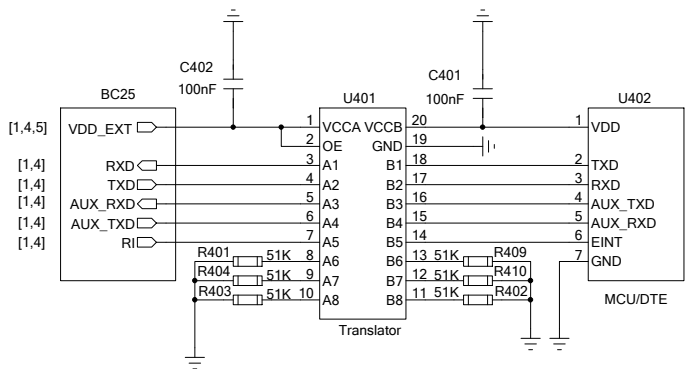 C402
100nF
C401
100nF
BC25
U401
U402
[1,4,5] VDD_EXT 1 VCCA VCCB 20 1 VDD
2 OE GND 19
[1,4] RXD 3 A1 B1 18 2 TXD
[1,4] TXD 4 A2 B2 17 3 RXD
[1,4] AUX_RXD 5 A3 B3 16 4 AUX_TXD
[1,4] AUX_TXD 6 A4 B4 15 5 AUX_RXD
[1,4] RI 7 A5 B5 14 6 EINT
R401 51K 8 A6 B6 13 51K R409 7 GND
R404 51K 9 A7 B7 12 51K R410
R403 51K 10 A8 B8 11 51K R402
MCU/DTE
Translator